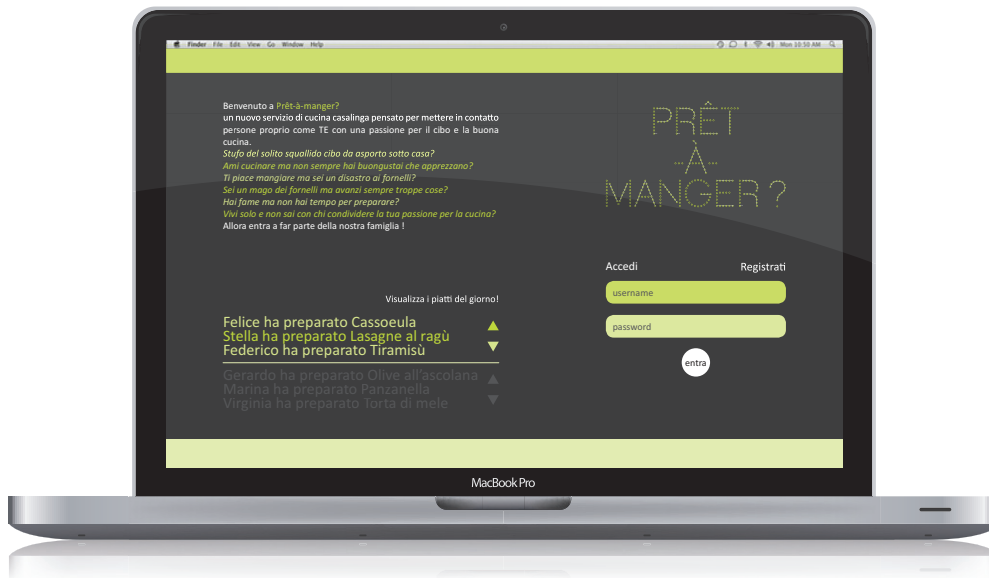 Finder File Edit View Go Window Help
Mon 10:50 AM
Benvenuto a Prêt-à-manger?
un nuovo servizio di cucina casalinga pensato per mettere in contatto
persone proprio come TE con una passione per il cibo e la buona
cucina.
Stufo del solito squallido cibo da asporto sotto casa?
Ami cucinare ma non sempre hai buongustai che apprezzano?
Ti piace mangiare ma sei un disastro ai fornelli?
Sei un mago dei fornelli ma avanzi sempre troppe cose?
Hai fame ma non hai tempo per preparare?
Vivi solo e non sai con chi condividere la tua passione per la cucina?
Allora entra a far parte della nostra famiglia !
Visualizza i piatti del giorno!
Felice ha preparato Cassoeula
Stella ha preparato Lasagne al ragù
Federico ha preparato Tiramisù
Gerardo ha preparato Olive all'ascolana
Marina ha preparato Panzanella
Virginia ha preparato Torta di mele
PRÊT
-À-
MANGER ?
Accedi
Registrati
username
password
entra
MacBook Pro